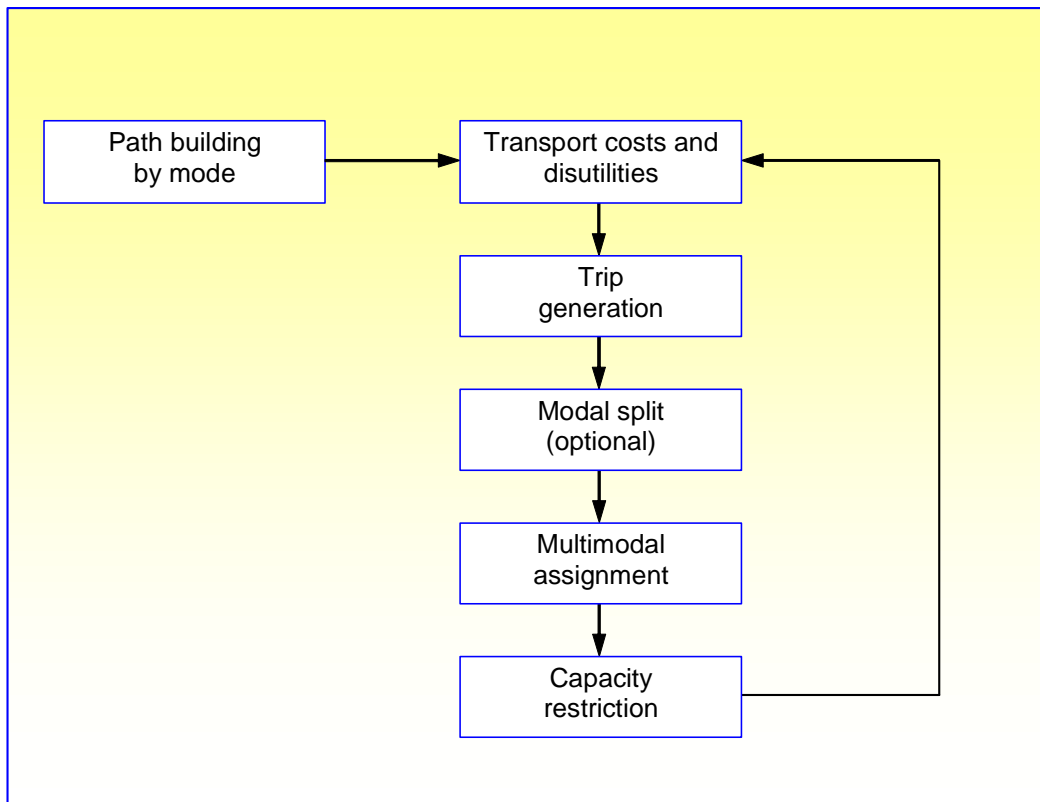 Path building
by mode
Transport costs and
disutilities
Trip
generation
Modal split
(optional)
Multimodal
assignment
Capacity
restriction